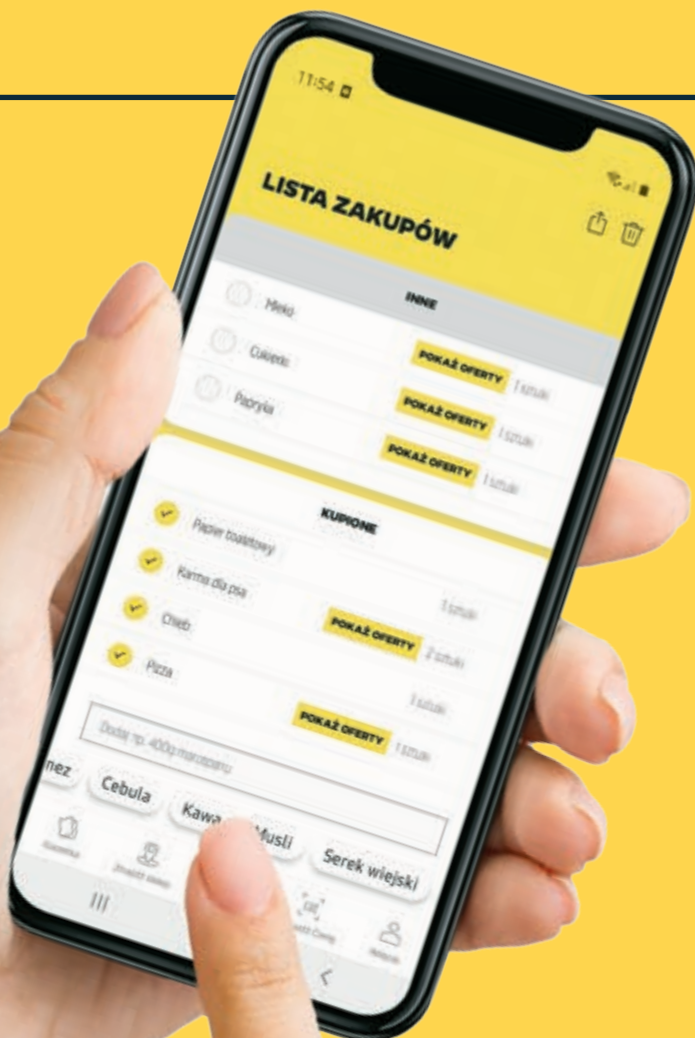 11:54
LISTA ZAKUPÓW
INNE
Mleko
POKAŻ OFERTY 1 sztuki
Cukierki
POKAŻ OFERTY 1 sztuki
Papryka
POKAŻ OFERTY 1 sztuki
KUPIONE
Papier toaletowy
1 sztuki
Karma dla psa
POKAŻ OFERTY 2 sztuki
Chleb
sztuki
Pizza
POKAŻ OFERTY 1 sztuki
Dodaj np. 400g
nez Cebula Kawa Musli Serek wiejski